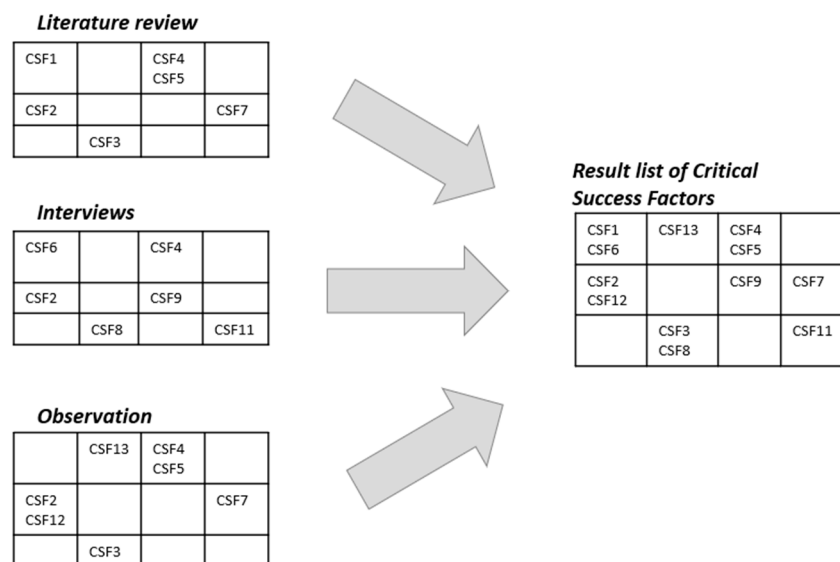 Literature review
CSF1
CSF4
CSF5
CSF2
CSF7
CSF3
Interviews
CSF6
CSF4
CSF2
CSF9
CSF8
CSF11
Observation
CSF13
CSF4
CSF5
CSF2
CSF12
CSF7
CSF3
Result list of Critical
Success Factors
CSF1
CSF6
CSF13
CSF4
CSF5
CSF2
CSF12
CSF9
CSF7
CSF3
CSF8
CSF11